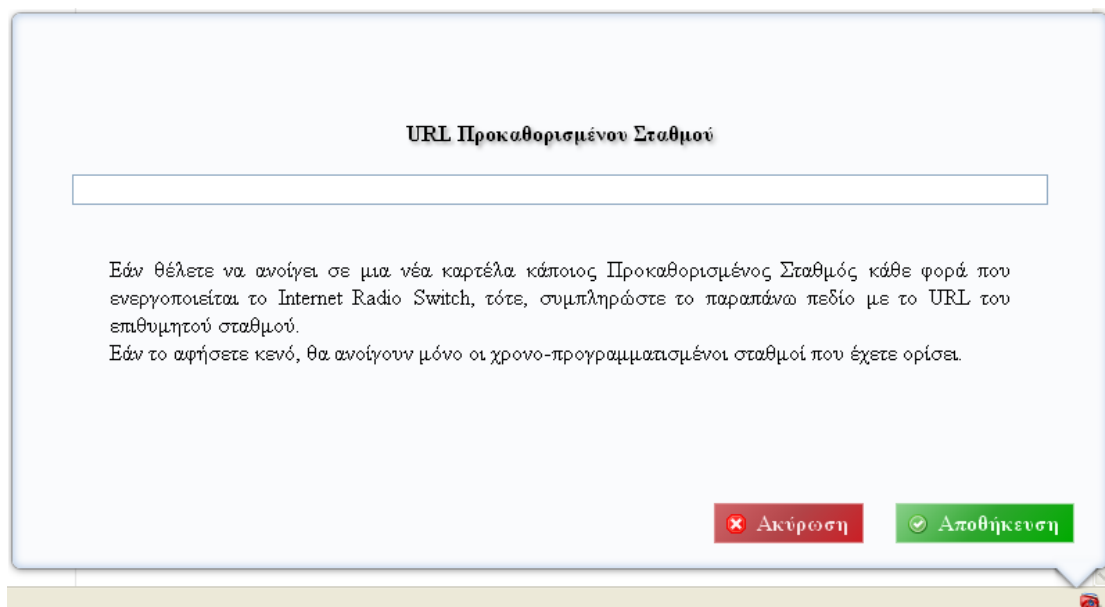 URL Προκαθορισμένου Σταθμού
Εάν θέλετε να ανοίγει σε μια νέα καρτέλα κάποιος Προκαθορισμένος Σταθμός κάθε φορά που
ενεργοποιείται το Internet Radio Switch, τότε, συμπληρώστε το παραπάνω πεδίο με το URL του
επιθυμητού σταθμού.
Εάν το αφήσετε κενό, θα ανοίγουν μόνο οι χρονο-προγραμματισμένοι σταθμοί που έχετε ορίσει.
Ακύρωση
Αποθήκευση